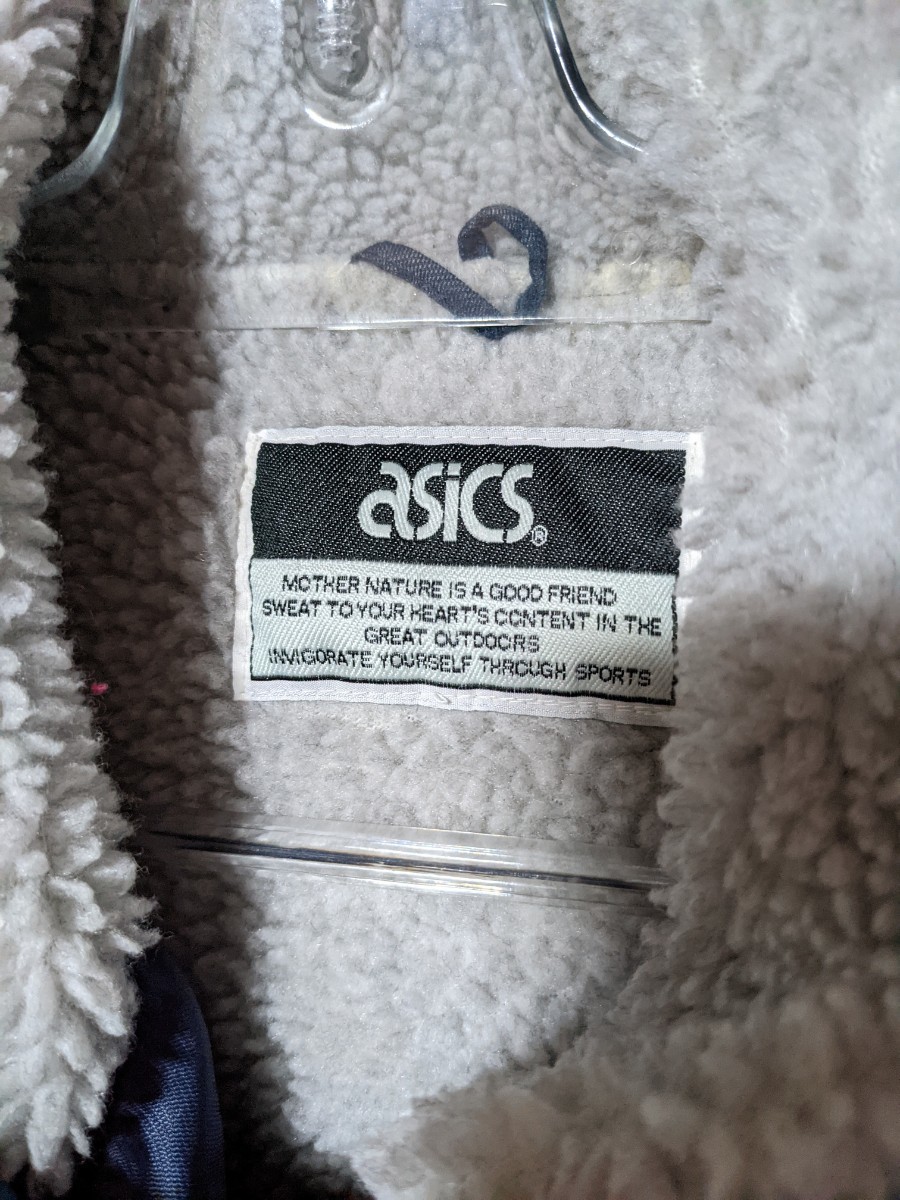 asics®
MOTHER NATURE IS A GOOD FRIEND
SWEAT TO YOUR HEART'S CONTENT IN THE
GREAT OUTDOORS
INVIGORATE YOURSELF THROUGH SPORTS